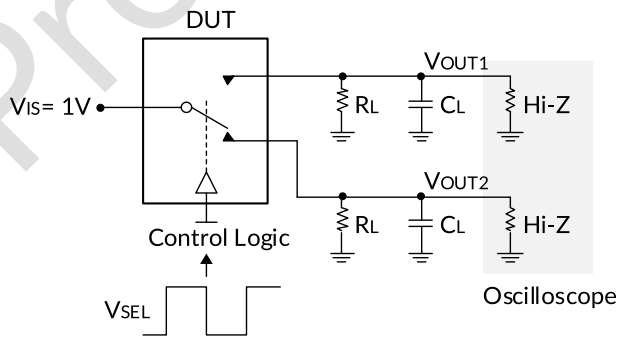 DUT
VOUT1
VIS= 1V
RL
CL
Hi-Z
VOUT2
RL
CL
Hi-Z
Control Logic
VSEL
Oscilloscope